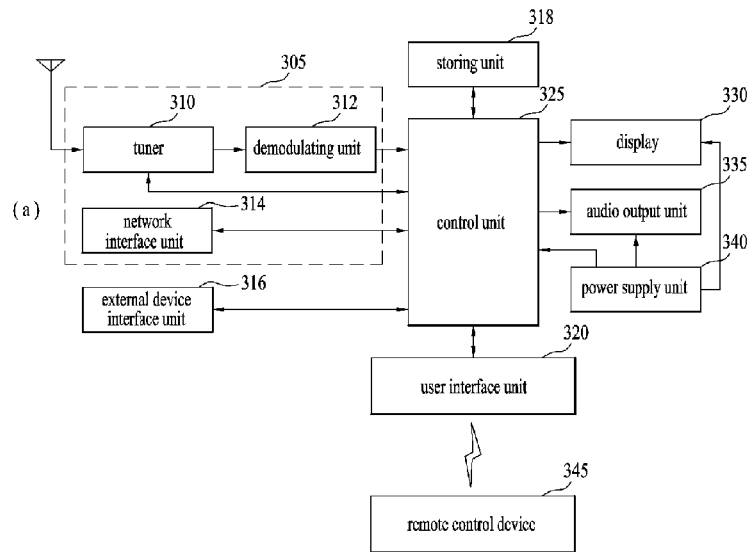 318
storing unit
305
325
330
310
312
tuner
demodulating unit
display
335
( a )
314
network
interface unit
control unit
audio output unit
340
316
external device
interface unit
power supply unit
320
user interface unit
345
remote control device